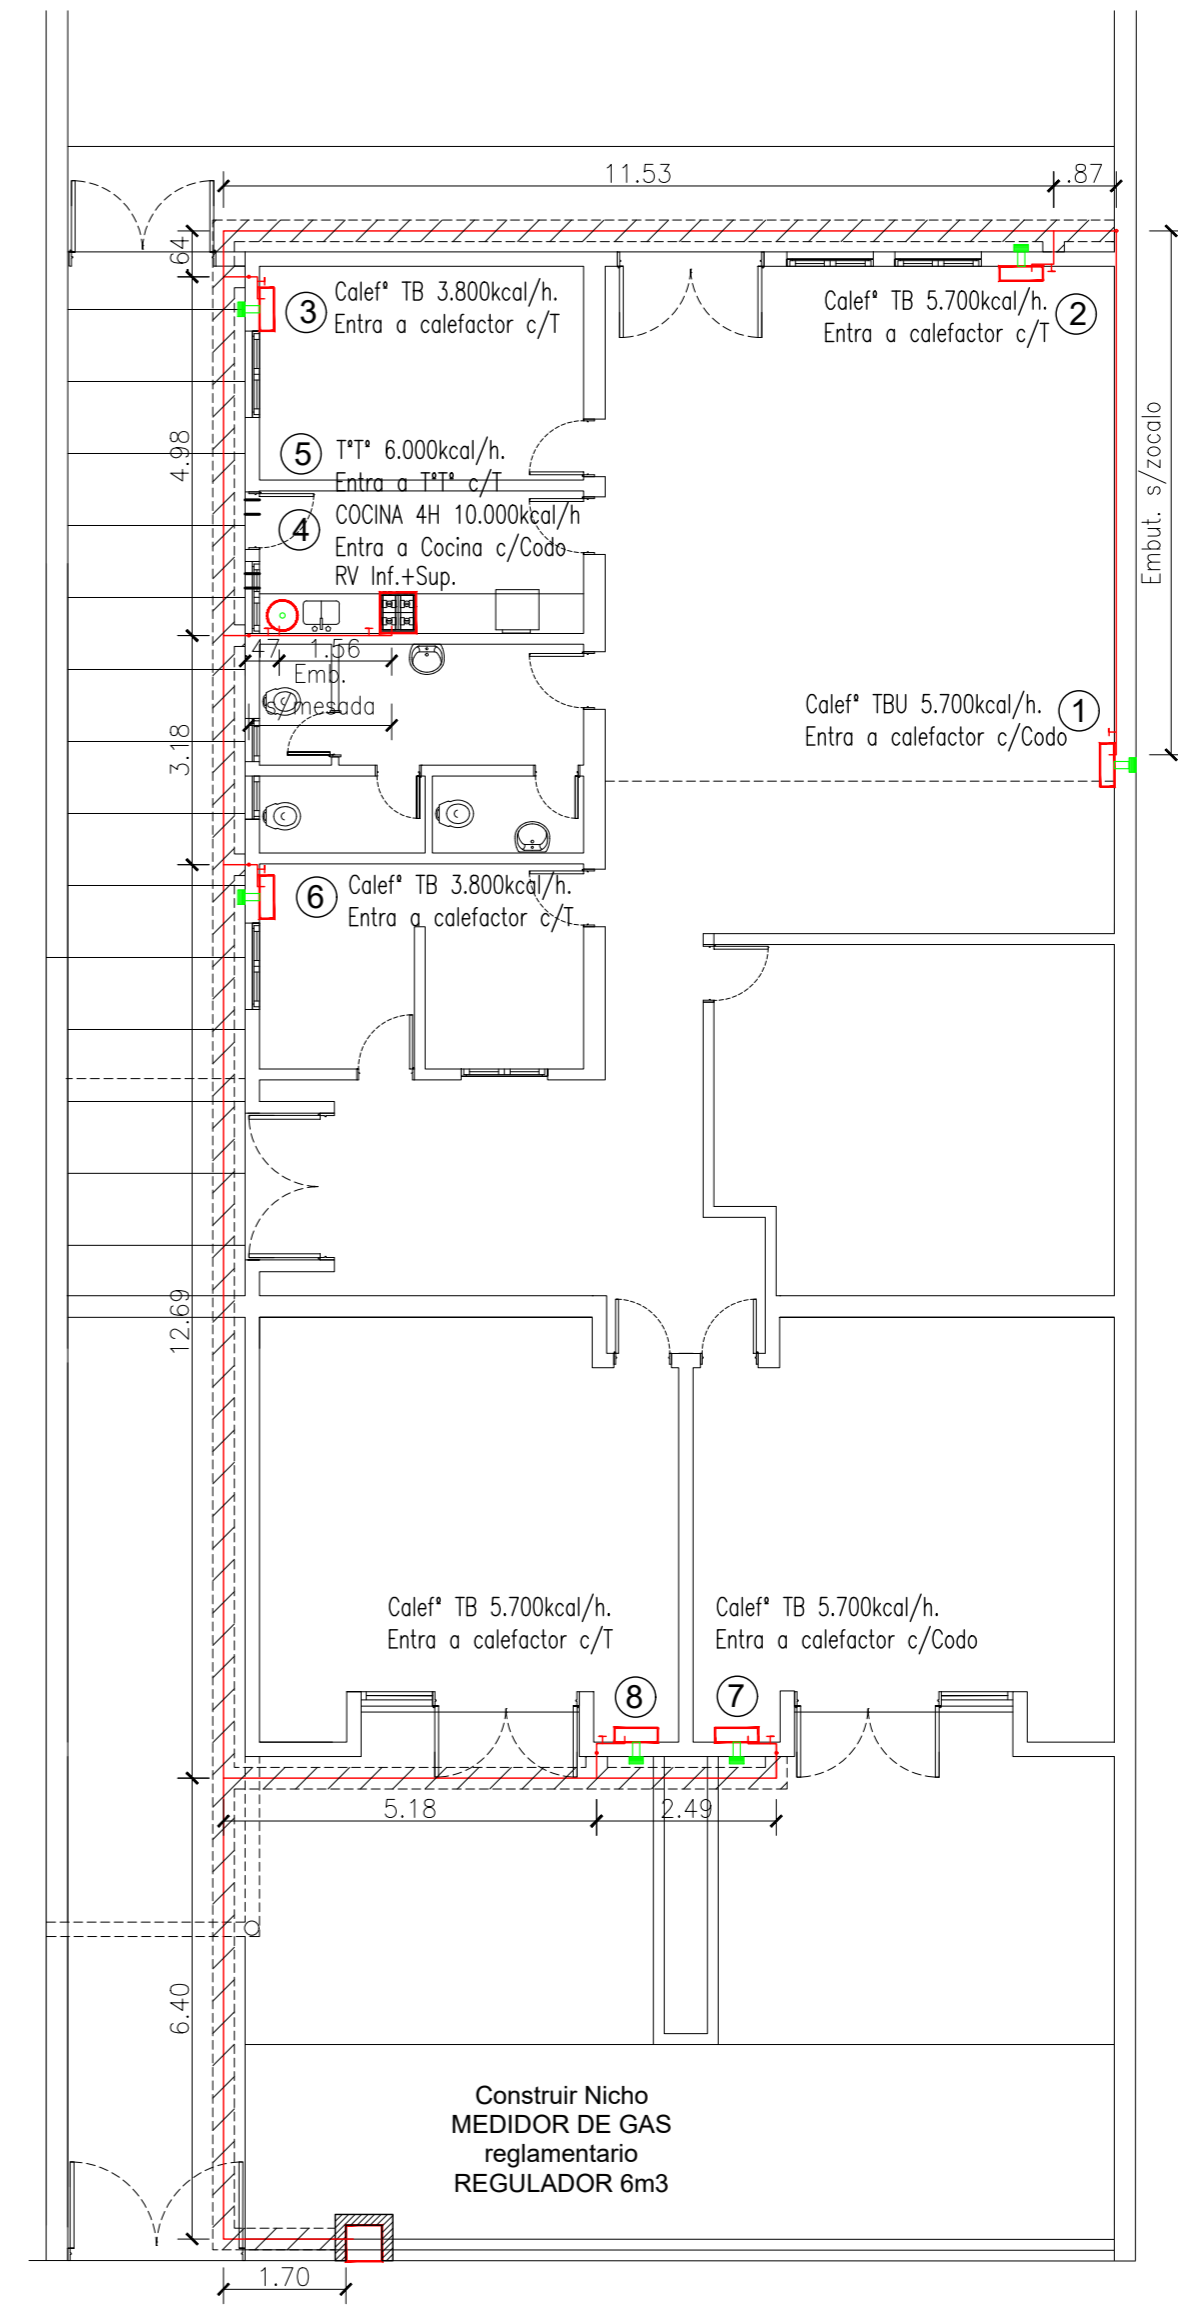 11.53
.87
64
Calefº TB 3.800kcal/h.
Entra a calefactor c/T
3
Calefº TB 5.700kcal/h.
Entra a calefactor c/T
2
Embut. s/zocalo
4.98
5
TºTº 6.000kcal/h.
Entra a TºTº c/T
4
COCINA 4H 10.000kcal/h
Entra a Cocina c/Codo
RV Inf.+Sup.
47
1.56
Emb.
s/mesada
3.18
Calefº TBU 5.700kcal/h.
Entra a calefactor c/Codo
1
6
Calefº TB 3.800kcal/h.
Entra a calefactor c/T
12.69
Calefº TB 5.700kcal/h.
Entra a calefactor c/T
8
Calefº TB 5.700kcal/h.
Entra a calefactor c/Codo
7
5.18
2.49
6.40
Construir Nicho
MEDIDOR DE GAS
reglamentario
REGULADOR 6m3
1.70